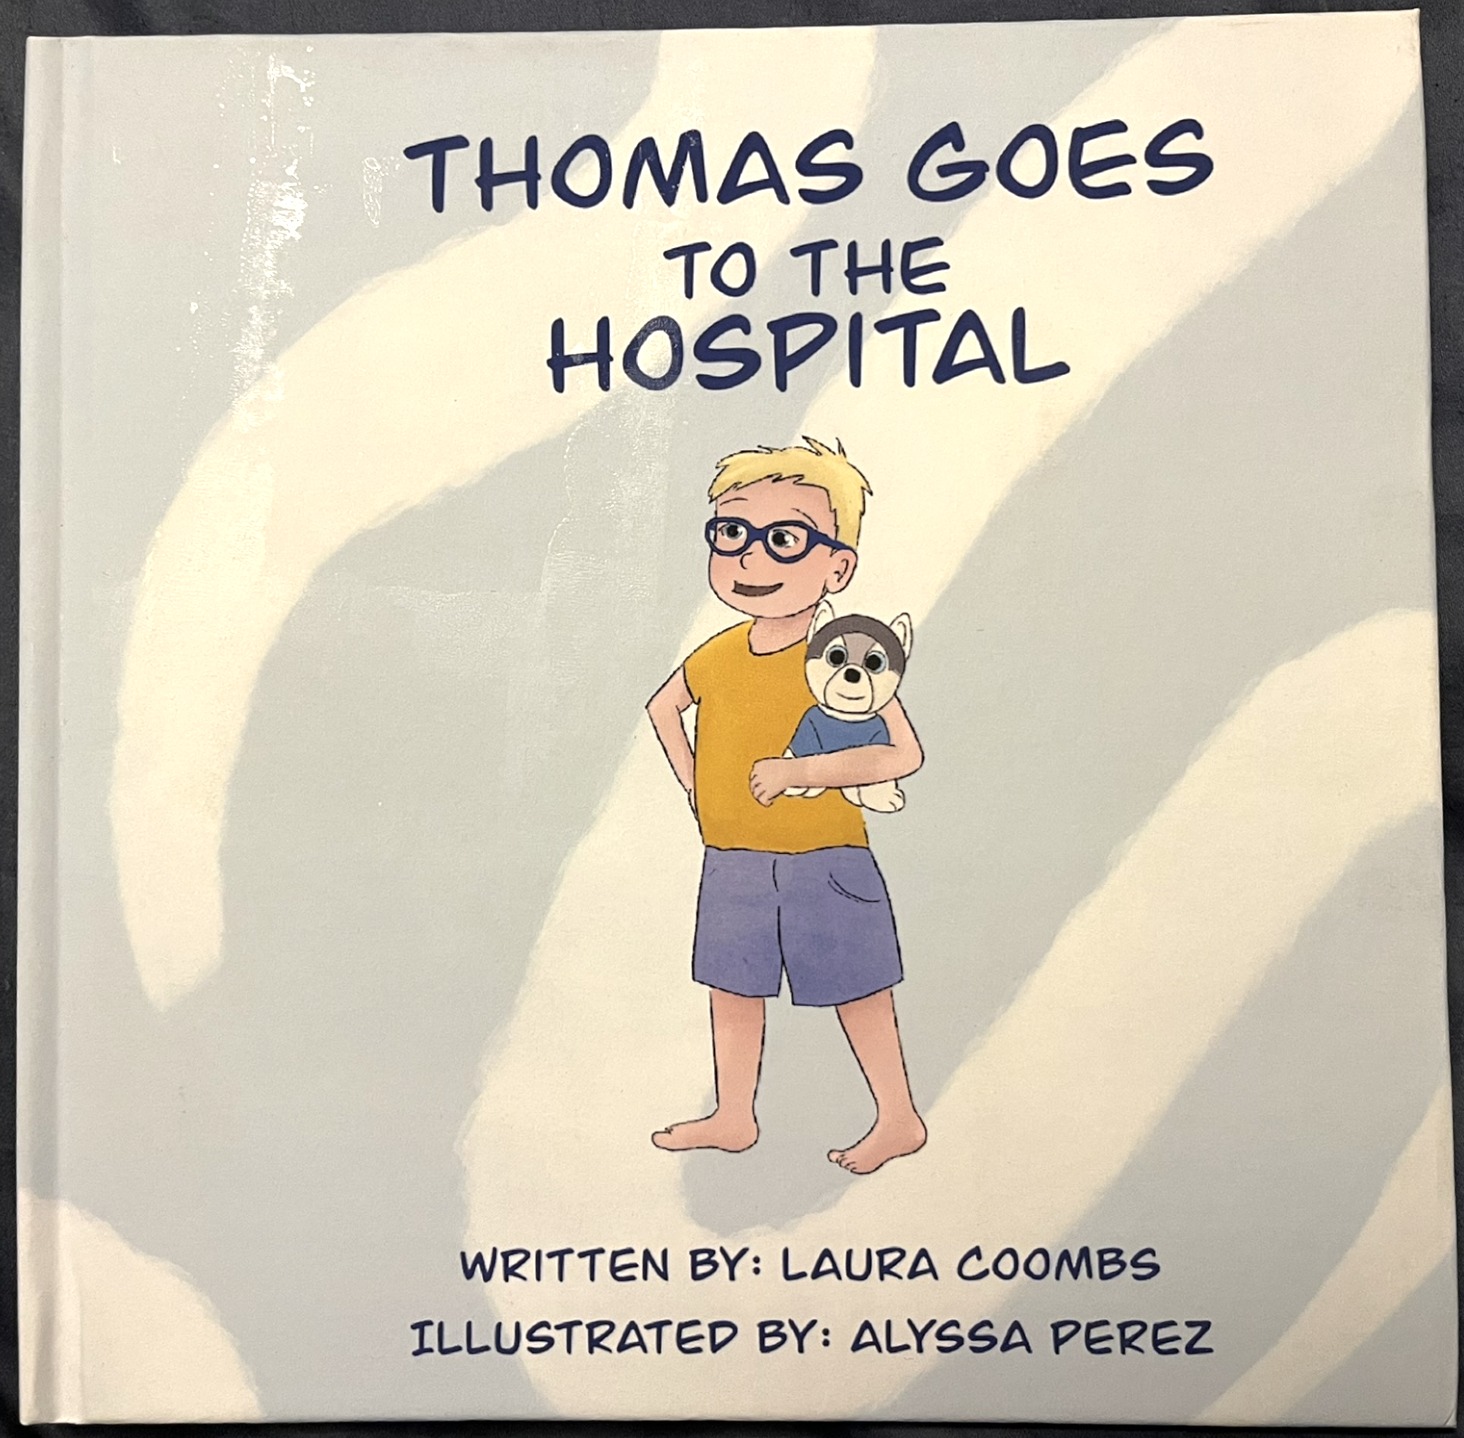 THOMAS GOES
TO THE
HOSPITAL
WRITTEN BY: LAURA COOMBS
ILLUSTRATED BY: ALYSSA PEREZ